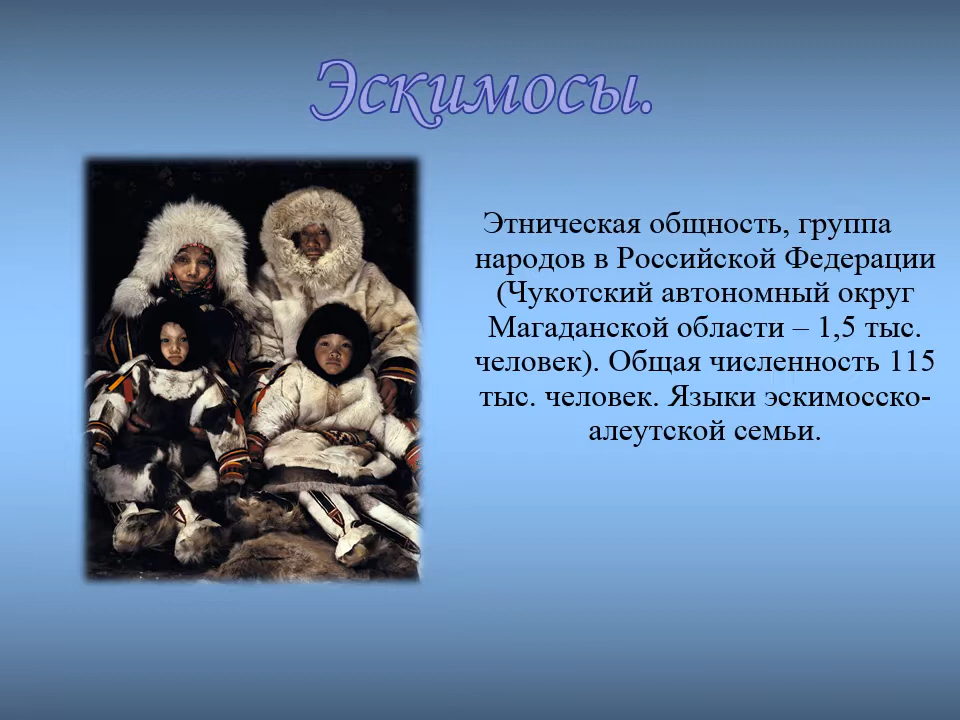 Эскимосы.
Этническая общность, группа
народов в Российской Федерации
(Чукотский автономный округ
Магаданской области – 1,5 тыс.
человек). Общая численность 115
тыс. человек. Языки эскимосско-
алеутской семьи.